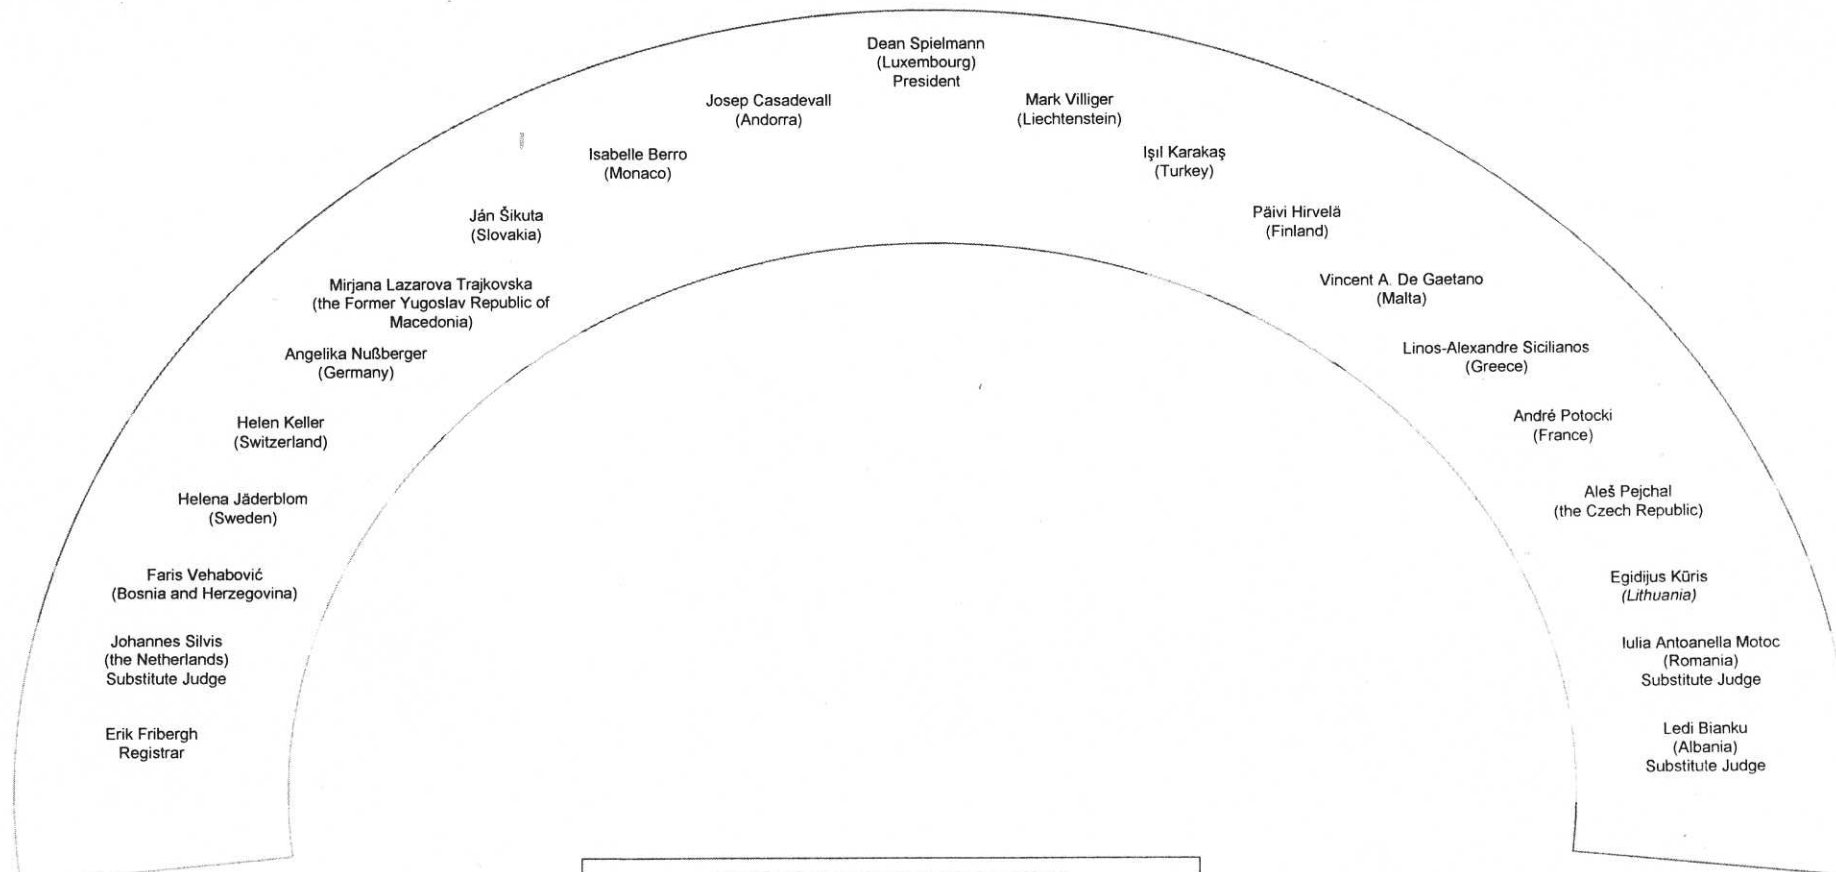 Dean Spielmann
(Luxembourg)
President
Josep Casadevall
(Andorra)
Mark Villiger
(Liechtenstein)
Isabelle Berro
(Monaco)
Işıl Karakaş
(Turkey)
Ján Šikuta
(Slovakia)
Päivi Hirvelä
(Finland)
Mirjana Lazarova Trajkovska
(the Former Yugoslav Republic of
Macedonia)
Vincent A. De Gaetano
(Malta)
Angelika Nußberger
(Germany)
Linos-Alexandre Sicilianos
(Greece)
Helen Keller
(Switzerland)
André Potocki
(France)
Helena Jäderblom
(Sweden)
Aleš Pejchal
(the Czech Republic)
Faris Vehabović
(Bosnia and Herzegovina)
Egidijus Kūris
(Lithuania)
Johannes Silvis
(the Netherlands)
Substitute Judge
Iulia Antoanella Motoc
(Romania)
Substitute Judge
Erik Fribergh
Registrar
Ledi Bianku
(Albania)
Substitute Judge